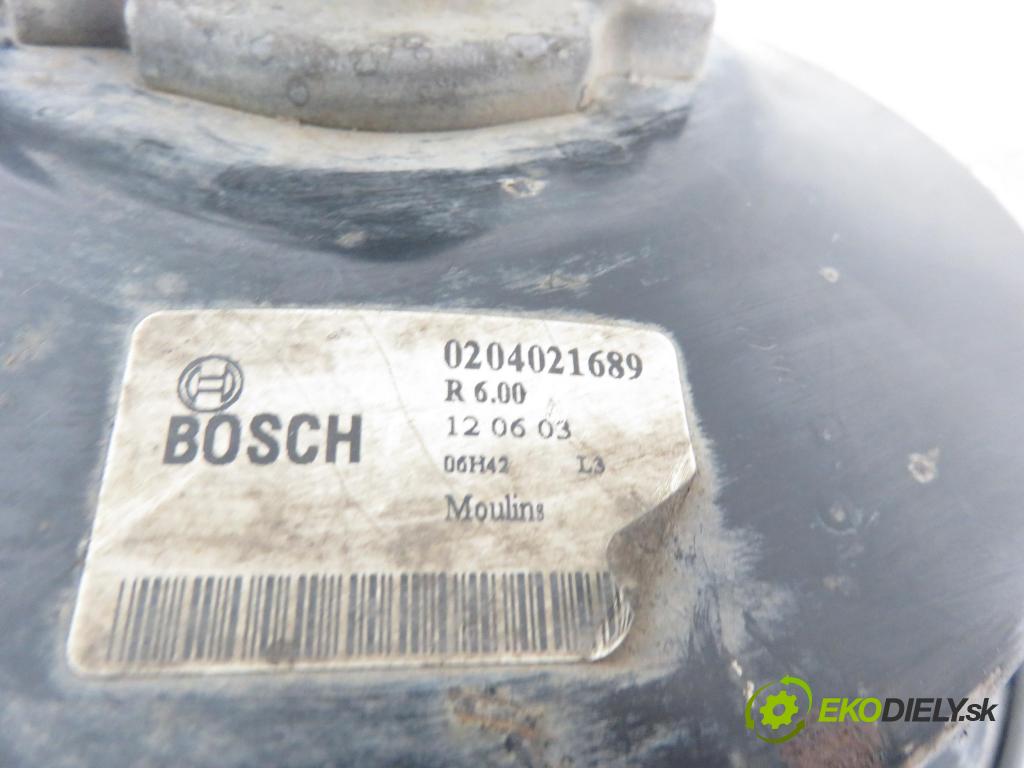 0204021689
R 6.00
BOSCH
12 06 03
06H42 L3
Moulins
EKODIELY.sk